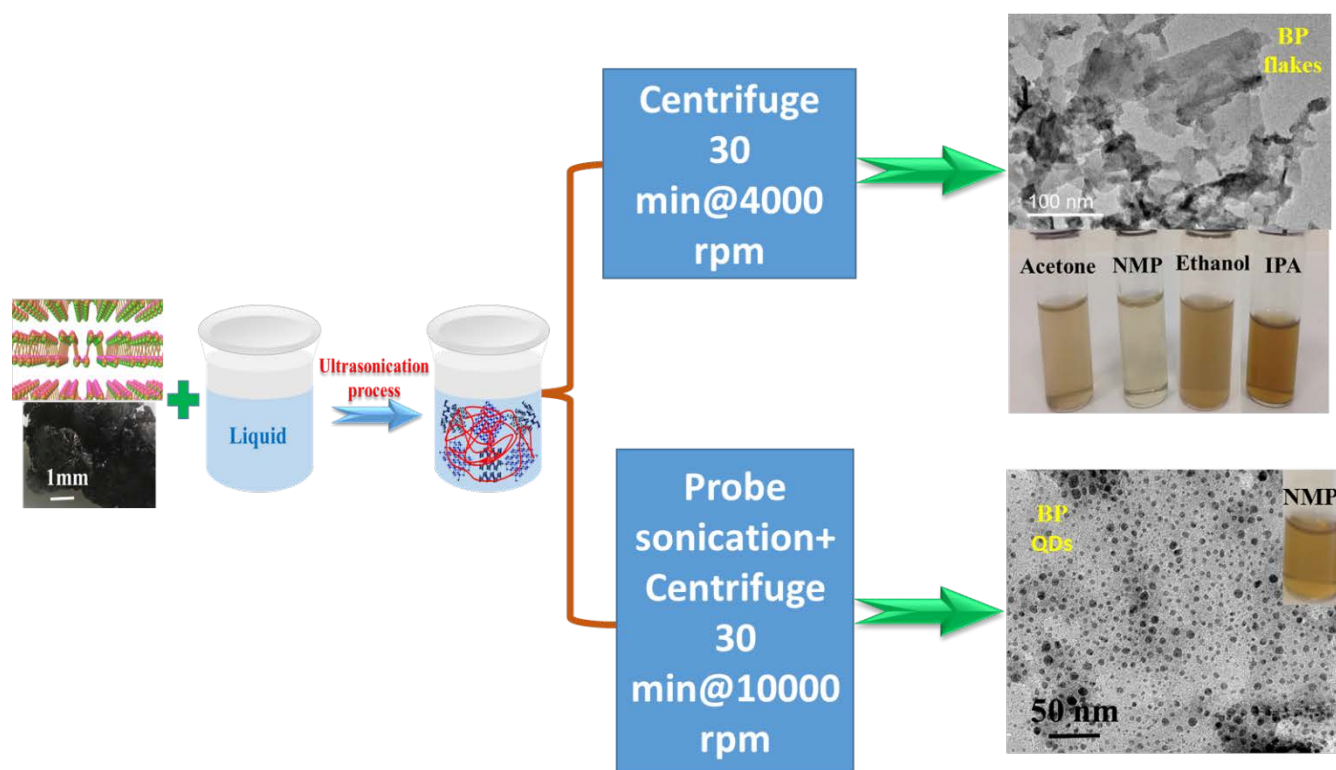 1mm
Liquid
Ultrasonication
process
Centrifuge
30
min@4000
rpm
BP
flakes
100 nm
Acetone NMP Ethanol IPA
Probe
sonication+
Centrifuge
30
min@10000
rpm
BP
QDs
NMP
50 nm